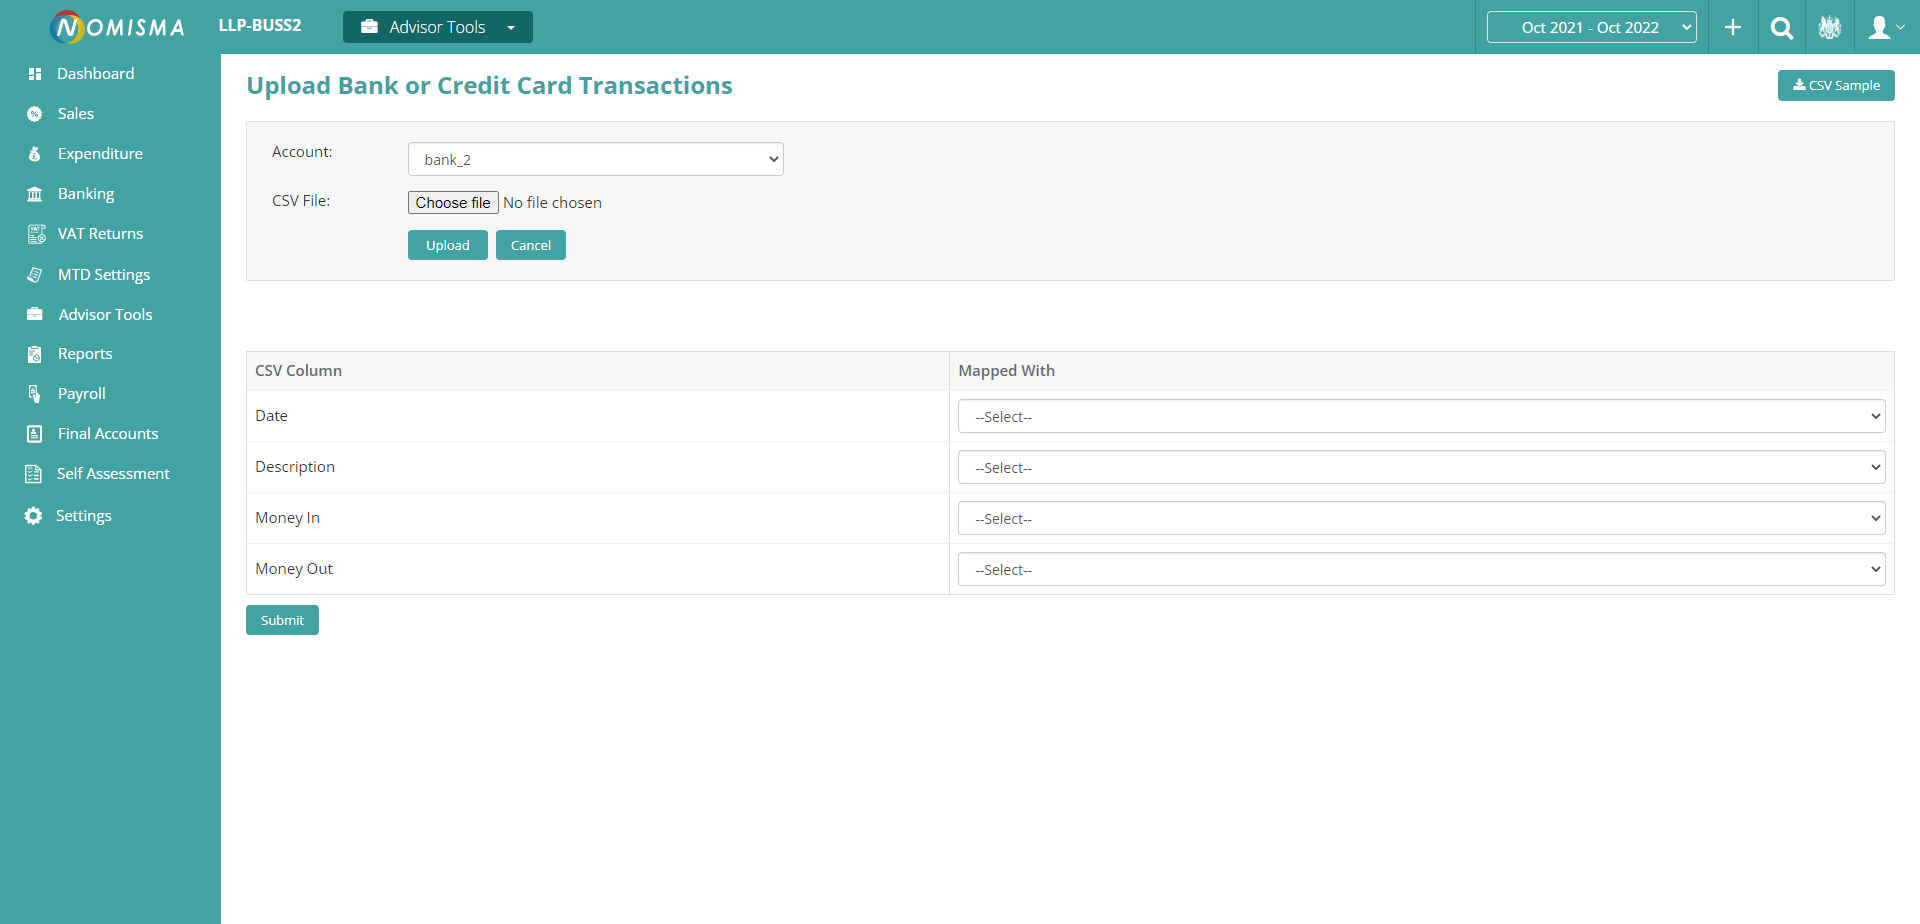 NOMISMA LLP-BUSS2 Advisor Tools Oct 2021 - Oct 2022
Dashboard
Sales
Expenditure
Banking
VAT Returns
MTD Settings
Advisor Tools
Reports
Payroll
Final Accounts
Self Assessment
Settings
Upload Bank or Credit Card Transactions
CSV Sample
Account: bank_2
CSV File: Choose file No file chosen
Upload Cancel
CSV Column Mapped With
Date --Select--
Description --Select--
Money In --Select--
Money Out --Select--
Submit